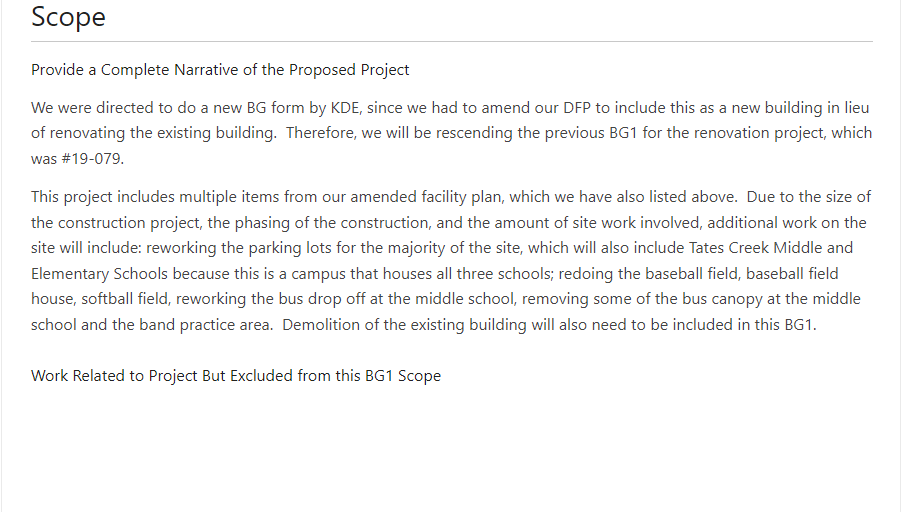 Scope
Provide a Complete Narrative of the Proposed Project
We were directed to do a new BG form by KDE, since we had to amend our DFP to include this as a new building in lieu
of renovating the existing building.  Therefore, we will be rescending the previous BG1 for the renovation project, which
was #19-079.
This project includes multiple items from our amended facility plan, which we have also listed above.  Due to the size of
the construction project, the phasing of the construction, and the amount of site work involved, additional work on the
site will include: reworking the parking lots for the majority of the site, which will also include Tates Creek Middle and
Elementary Schools because this is a campus that houses all three schools; redoing the baseball field, baseball field
house, softball field, reworking the bus drop off at the middle school, removing some of the bus canopy at the middle
school and the band practice area.  Demolition of the existing building will also need to be included in this BG1.
Work Related to Project But Excluded from this BG1 Scope